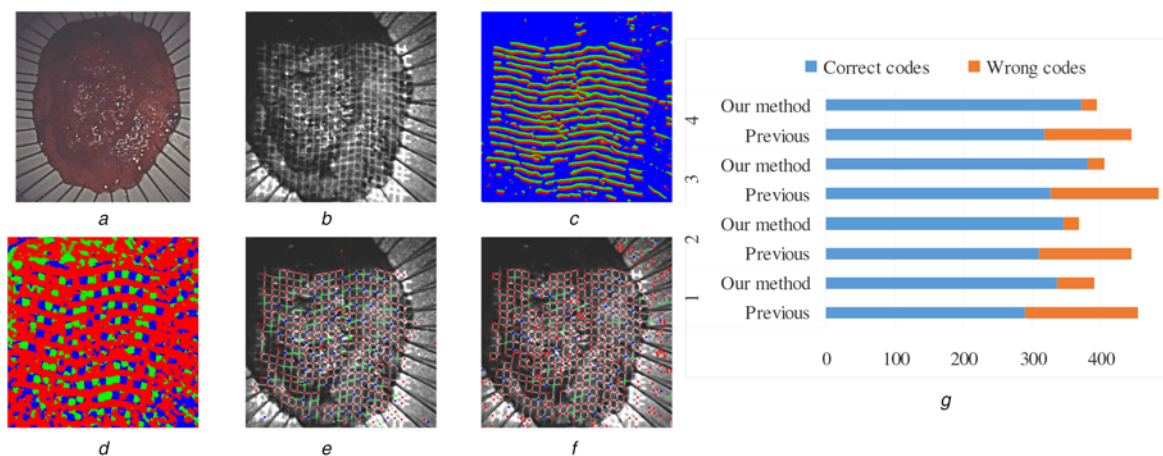 a
b
c
d
e
f
Correct codes Wrong codes
4
Our method
Previous
3
Our method
Previous
2
Our method
Previous
1
Our method
Previous
0 100 200 300 400
g